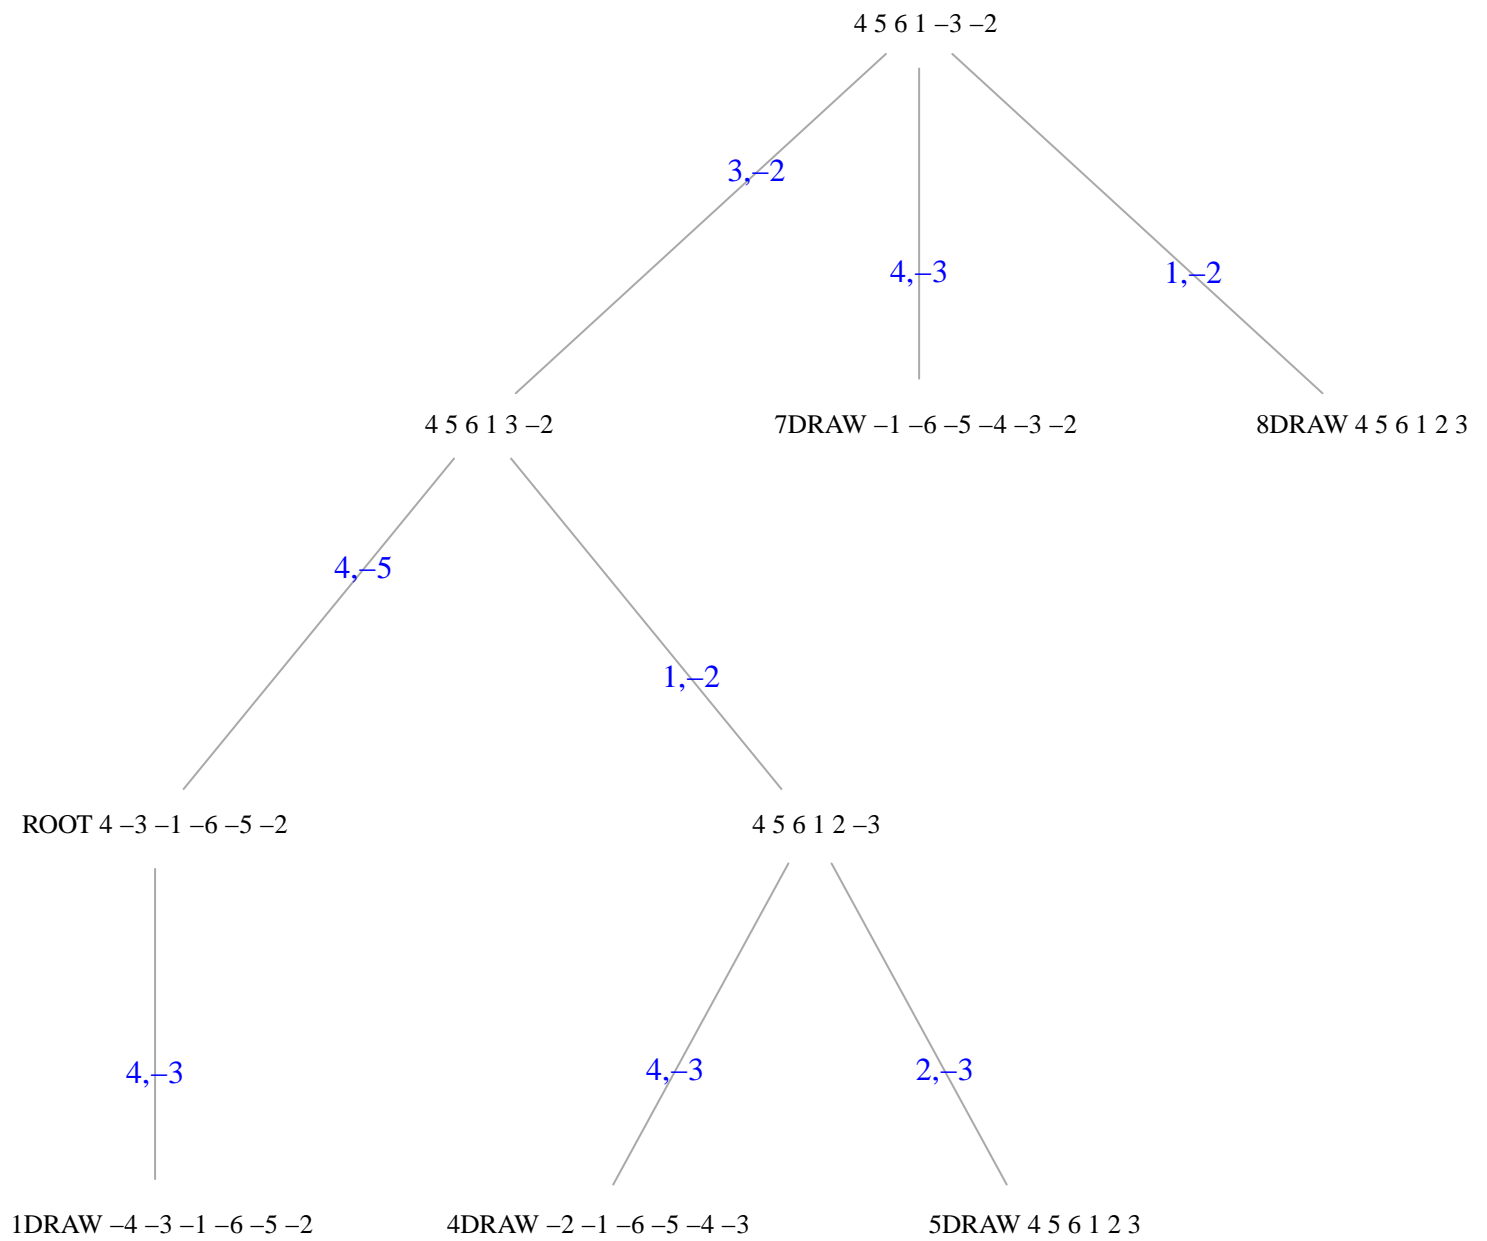 4 5 6 1 –3 –2
3,–2
4,–3
1,–2
4 5 6 1 3 –2
7DRAW –1 –6 –5 –4 –3 –2
8DRAW 4 5 6 1 2 3
4,–5
1,–2
ROOT 4 –3 –1 –6 –5 –2
4 5 6 1 2 –3
4,–3
4,–3
2,–3
1DRAW –4 –3 –1 –6 –5 –2
4DRAW –2 –1 –6 –5 –4 –3
5DRAW 4 5 6 1 2 3